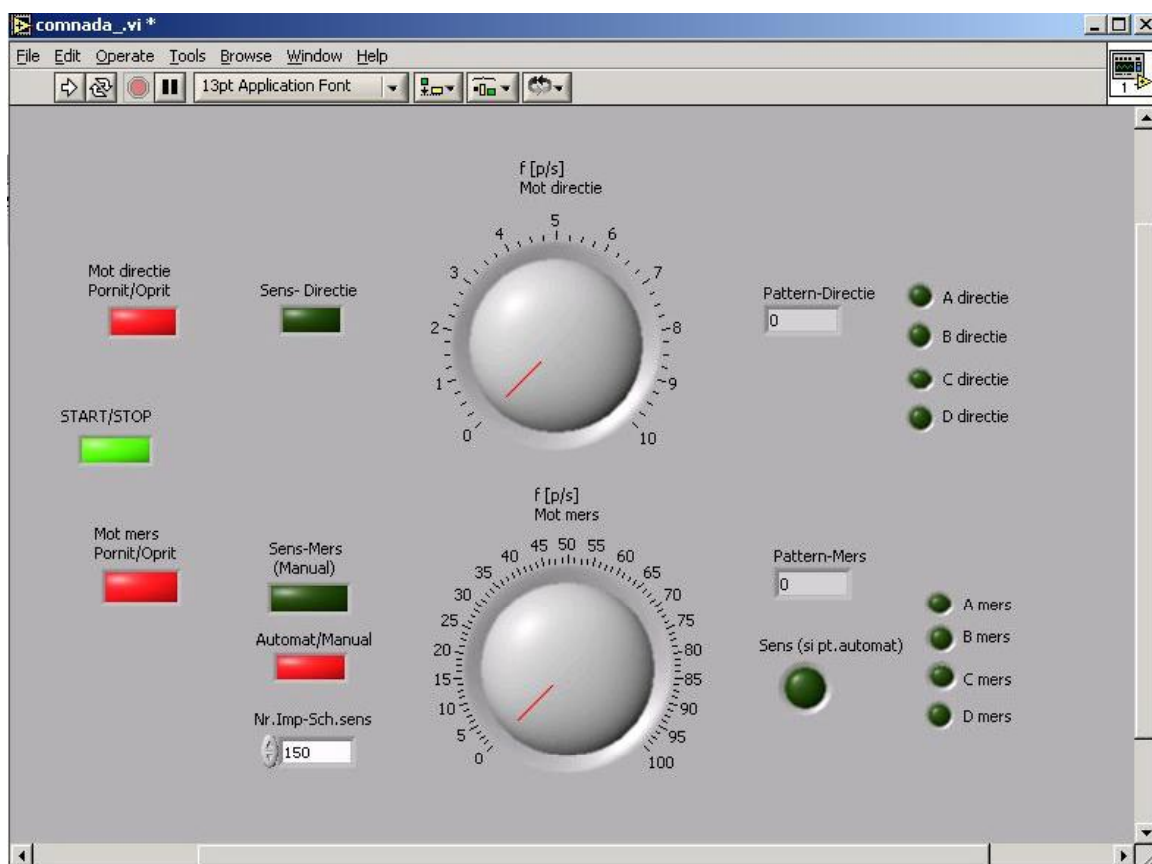 comnada_.vi *
File Edit Operate Tools Browse Window Help
13pt Application Font
1
f [p/s]
Mot directie
0 1 2 3 4 5 6 7 8 9 10
Mot directie
Pornit/Oprit
Sens- Directie
Pattern-Directie
0
A directie
B directie
C directie
D directie
START/STOP
f [p/s]
Mot mers
0 5 10 15 20 25 30 35 40 45 50 55 60 65 70 75 80 85 90 95 100
Mot mers
Pornit/Oprit
Sens-Mers
(Manual)
Automat/Manual
Nr.Imp-Sch.sens
150
Pattern-Mers
0
Sens (si pt.automat)
A mers
B mers
C mers
D mers